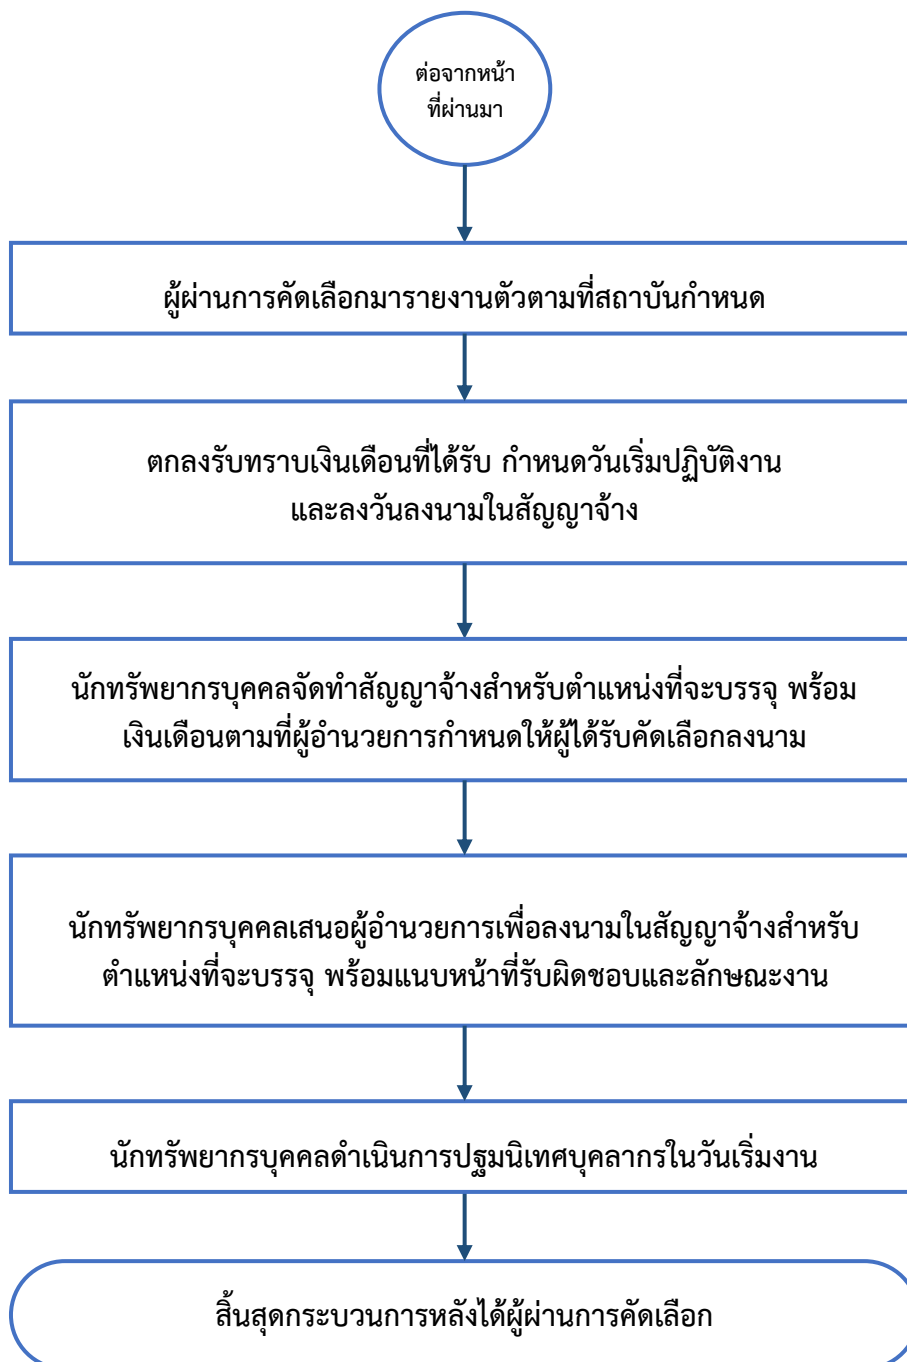 ต่อจากหน้า
ที่ผ่านมา
ผู้ผ่านการคัดเลือกมารายงานตัวตามที่สถาบันกำหนด
ตกลงรับทราบเงินเดือนที่ได้รับ กำหนดวันเริ่มปฏิบัติงาน
และลงวันลงนามในสัญญาจ้าง
นักทรัพยากรบุคคลจัดทำสัญญาจ้างสำหรับตำแหน่งที่จะบรรจุ พร้อม
เงินเดือนตามที่ผู้อำนวยการกำหนดให้ผู้ได้รับคัดเลือกลงนาม
นักทรัพยากรบุคคลเสนอผู้อำนวยการเพื่อลงนามในสัญญาจ้างสำหรับ
ตำแหน่งที่จะบรรจุ พร้อมแนบหน้าที่รับผิดชอบและลักษณะงาน
นักทรัพยากรบุคคลดำเนินการปฐมนิเทศบุคลากรในวันเริ่มงาน
สิ้นสุดกระบวนการหลังได้ผู้ผ่านการคัดเลือก